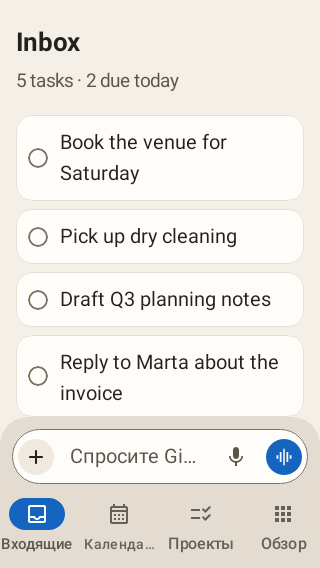 Inbox
5 tasks · 2 due today
Book the venue for
Saturday
Pick up dry cleaning
Draft Q3 planning notes
Reply to Marta about the
invoice
Спросите Gi…
Входящие
Календа…
Проекты
Обзор